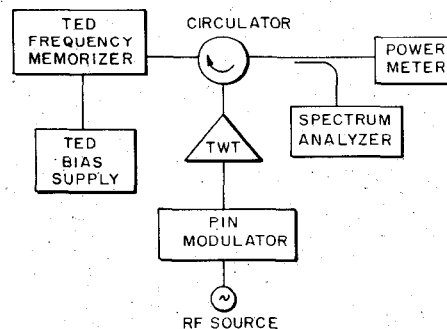 TED
FREQUENCY
MEMORIZER
CIRCULATOR
POWER
METER
TED
BIAS
SUPPLY
TWT
SPECTRUM
ANALYZER
PIN
MODULATOR
~
RF SOURCE